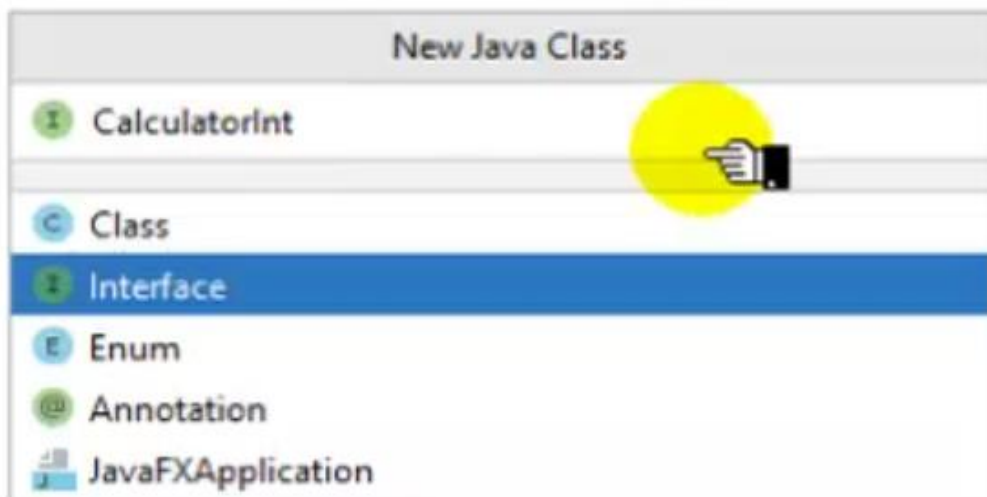 New Java Class
I CalculatorInt
C Class
I Interface
E Enum
@ Annotation
J JavaFXApplication